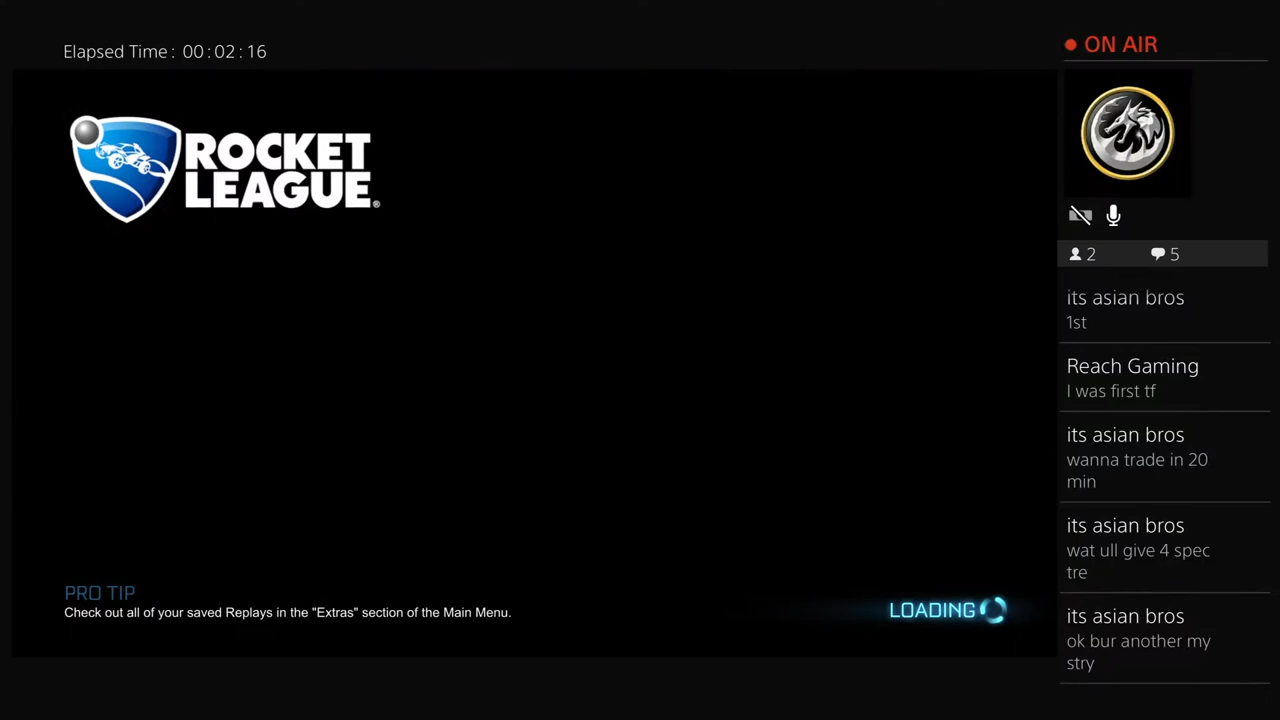 Elapsed Time: 00:02:16
ON AIR
ROCKET
LEAGUE®
2 5
its asian bros
1st
Reach Gaming
I was first tf
its asian bros
wanna trade in 20
min
its asian bros
wat ull give 4 spec
tre
its asian bros
ok bur another my
stry
PRO TIP
Check out all of your saved Replays in the "Extras" section of the Main Menu.
LOADING